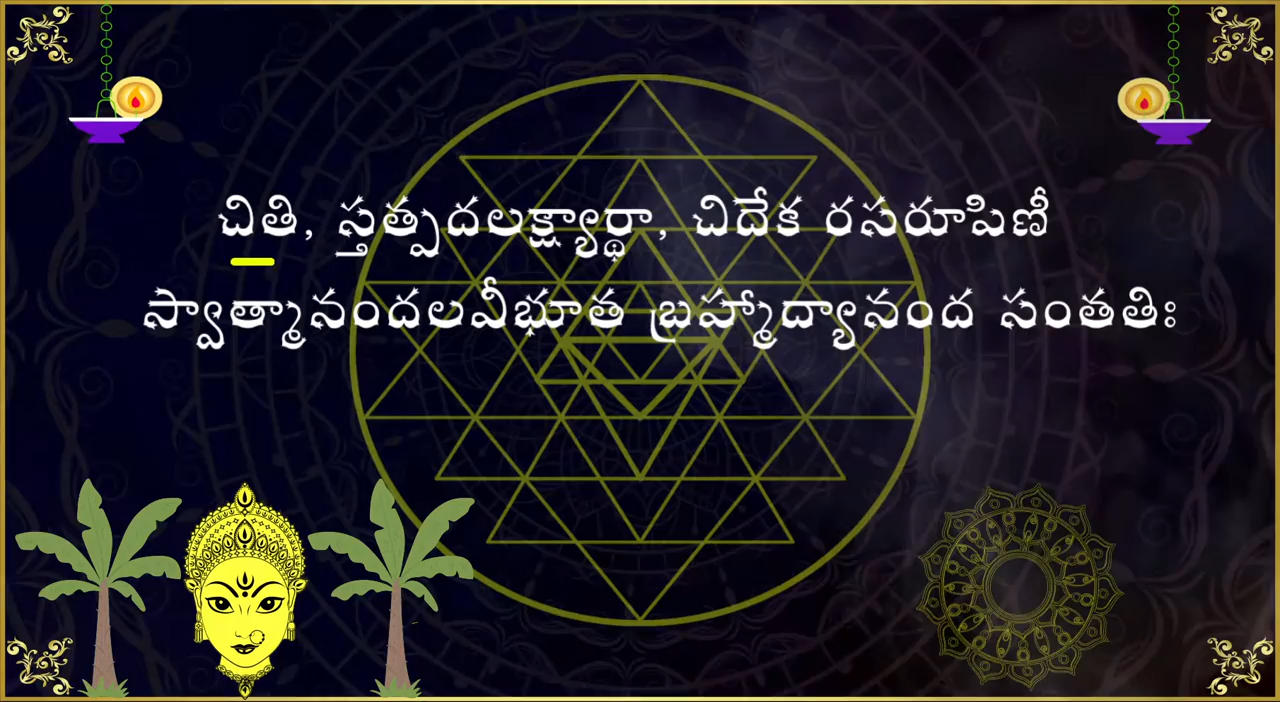 చితి, స్తత్పదలక్ష్యార్థా , చిదేక రసరూపిణీ
స్వాత్మానందలవీభూత బ్రహ్మాద్యానంద సంతతిః